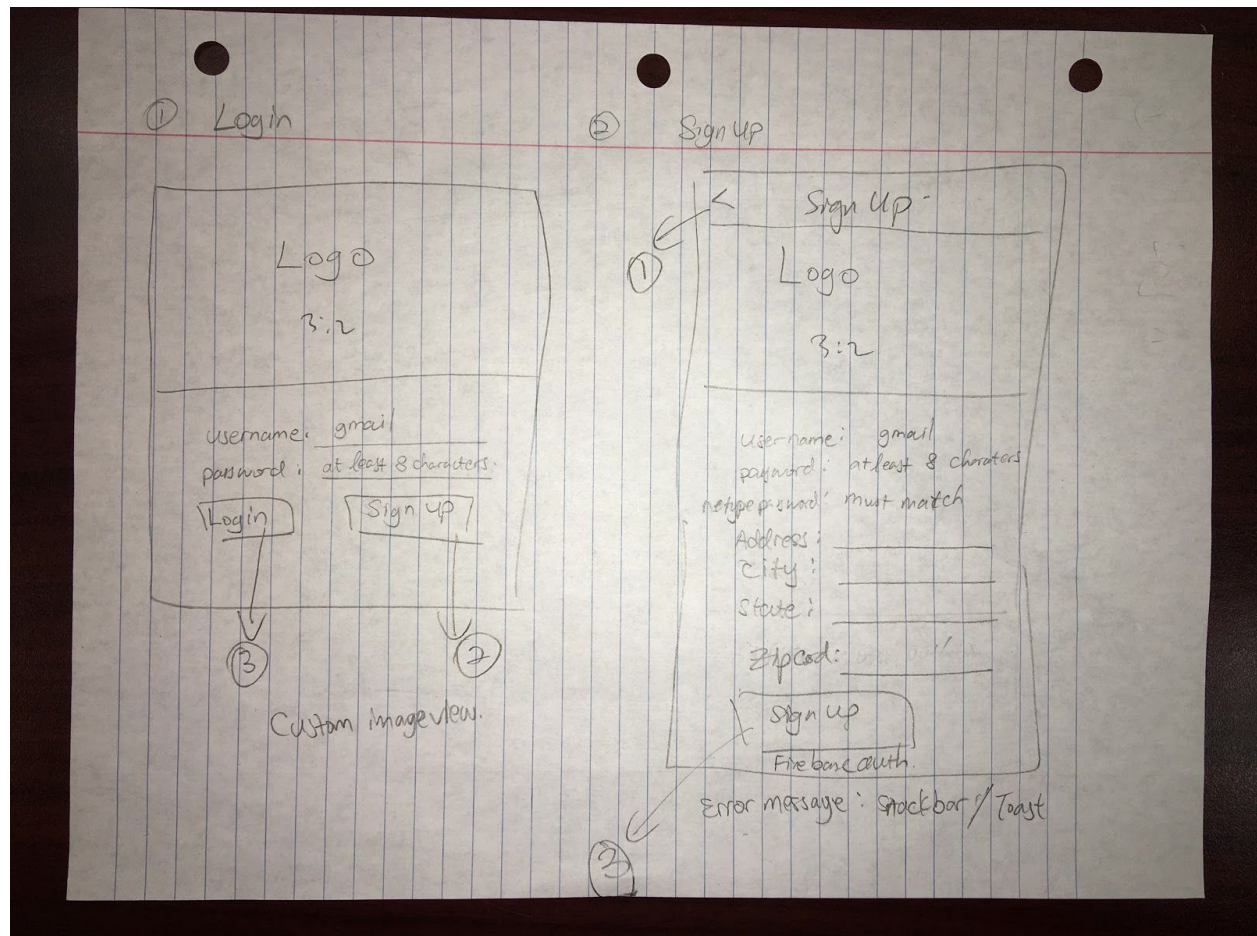 ① Login
Logo
3:2
username: gmail
password: at least 8 characters.
Login
Sign up
③
②
Custom imageview.
② Sign up
< Sign Up
①
Logo
3:2
username: gmail
password: at least 8 charaters
retype password: must match
Address:
City:
State:
Zipcod:
sign up
Firebase auth.
Error message: snackbar / Toast
③